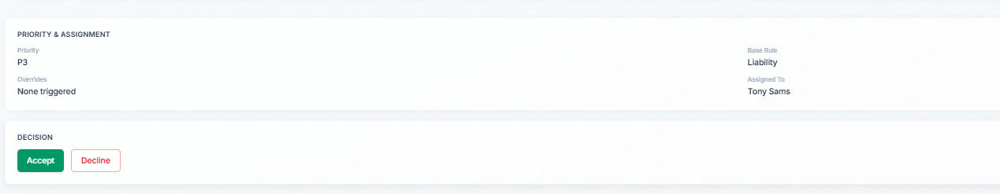 PRIORITY & ASSIGNMENT
Priority
P3
Base Rule
Liability
Overrides
None triggered
Assigned To
Tony Sams
DECISION
Accept
Decline